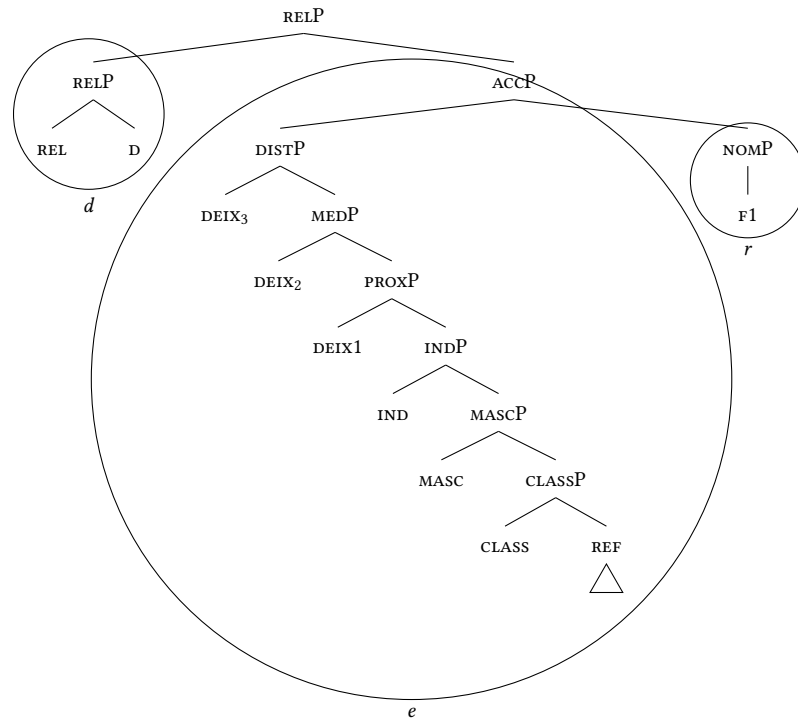 RELP
RELP ACCP
REL D DISTP NOMP
d DEIX₃ MEDP F1
r
DEIX₂ PROXP
DEIX1 INDP
IND MASCP
MASC CLASSP
CLASS REF
e